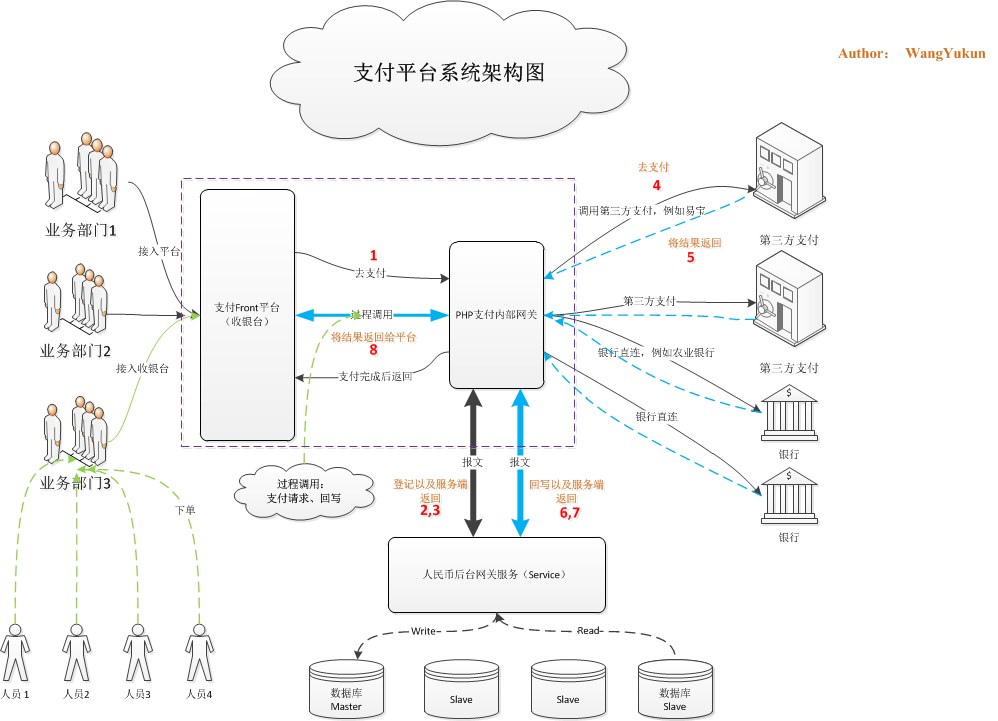 支付平台系统架构图
Author： WangYukun
业务部门1
接入平台
业务部门2
接入收银台
业务部门3
下单
人员 1
人员2
人员3
人员4
支付Front平台
（收银台）
1
去支付
过程调用
将结果返回给平台
8
支付完成后返回
PHP支付内部网关
过程调用：
支付请求、回写
去支付
4
调用第三方支付，例如易宝
将结果返回
5
第三方支付
第三方支付
银行直连，例如农业银行
第三方支付
银行直连
银行
银行
报文
报文
登记以及服务端
返回
2,3
回写以及服务端
返回
6,7
人民币后台网关服务（Service）
Write
Read
数据库
Master
Slave
Slave
数据库
Slave